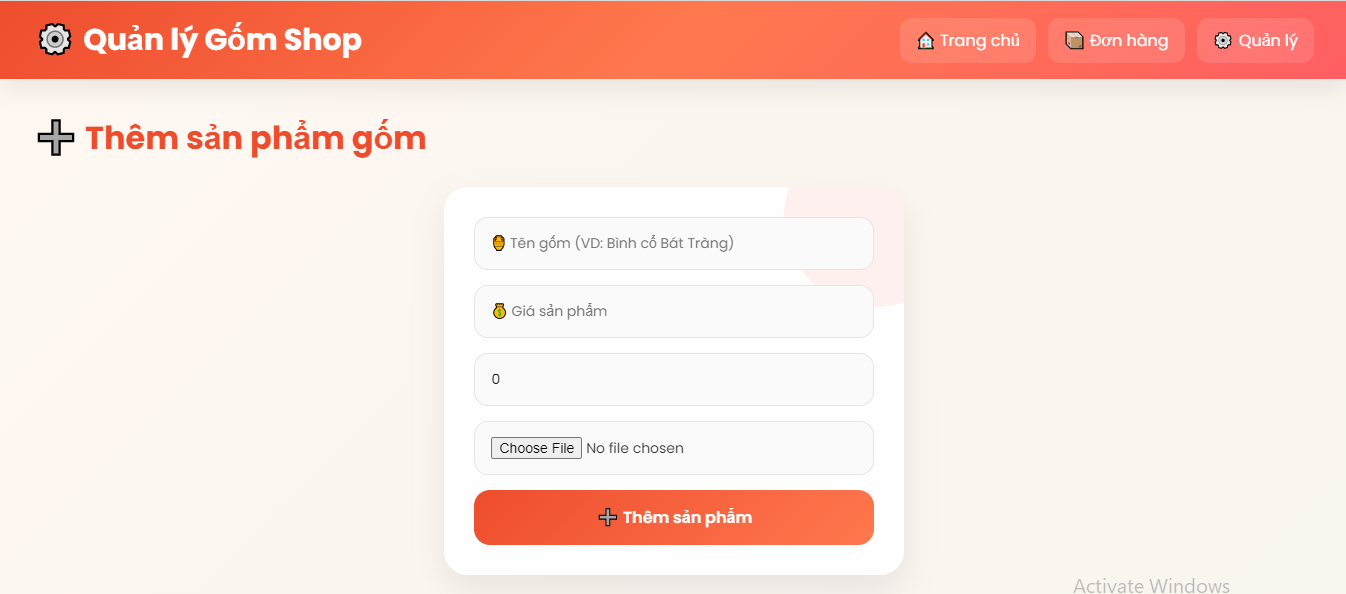 Quản lý Gốm Shop
Trang chủ
Đơn hàng
Quản lý
Thêm sản phẩm gốm
Tên gốm (VD: Bình cổ Bát Tràng)
Giá sản phẩm
0
Choose File No file chosen
Thêm sản phẩm
Activate Windows